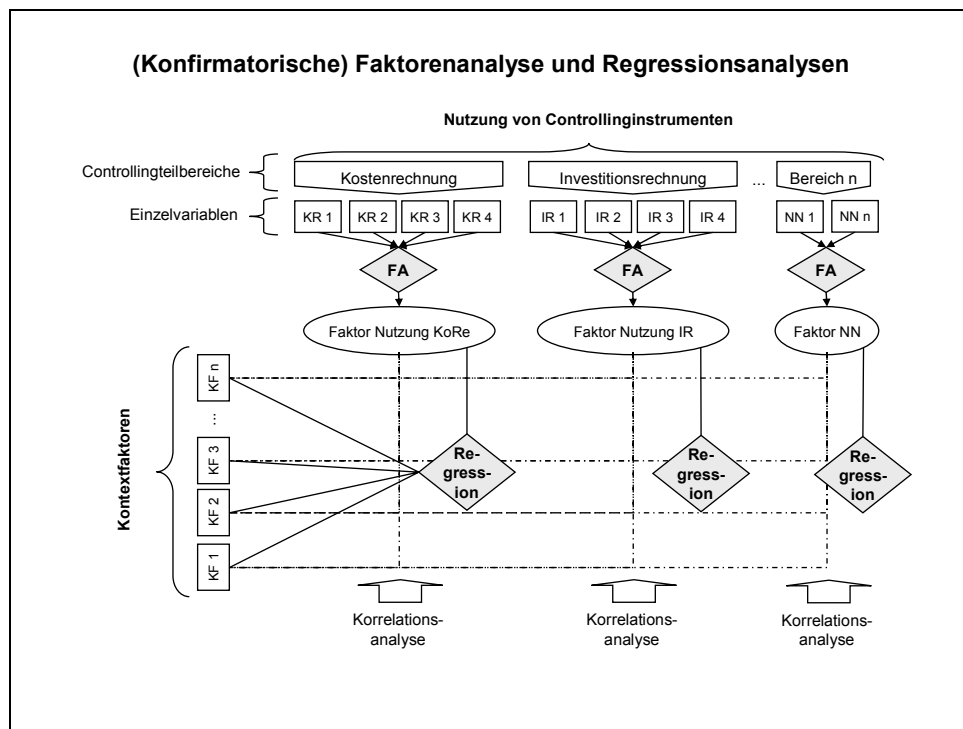 (Konfirmatorische) Faktorenanalyse und Regressionsanalysen
Nutzung von Controllinginstrumenten
Controllingteilbereiche
Kostenrechnung
Investitionsrechnung
...
Bereich n
Einzelvariablen
KR 1
KR 2
KR 3
KR 4
IR 1
IR 2
IR 3
IR 4
NN 1
NN n
FA
FA
FA
Faktor Nutzung KoRe
Faktor Nutzung IR
Faktor NN
Kontextfaktoren
KF n
...
KF 3
KF 2
KF 1
Re-
gress-
ion
Re-
gress-
ion
Re-
gress-
ion
Korrelations-
analyse
Korrelations-
analyse
Korrelations-
analyse